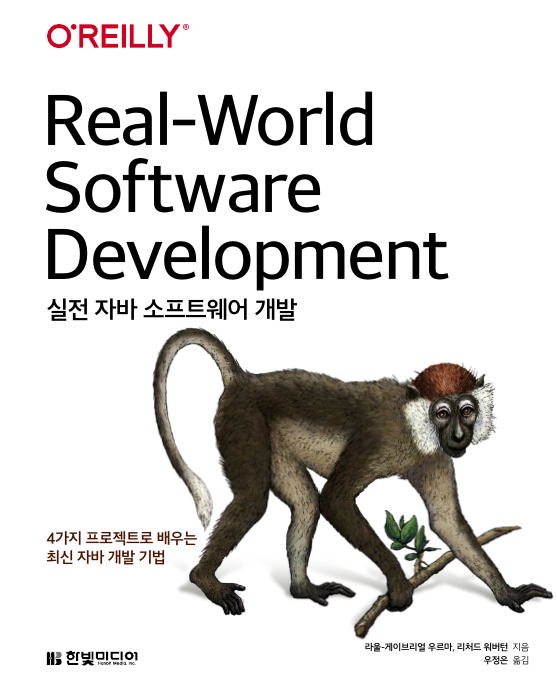 O'REILLY®
Real-World
Software
Development
실전 자바 소프트웨어 개발
4가지 프로젝트로 배우는
최신 자바 개발 기법
라울-게이브리얼 우르마, 리처드 워버턴 지음
우정은 옮김
한빛미디어
Hanbit Media, Inc.